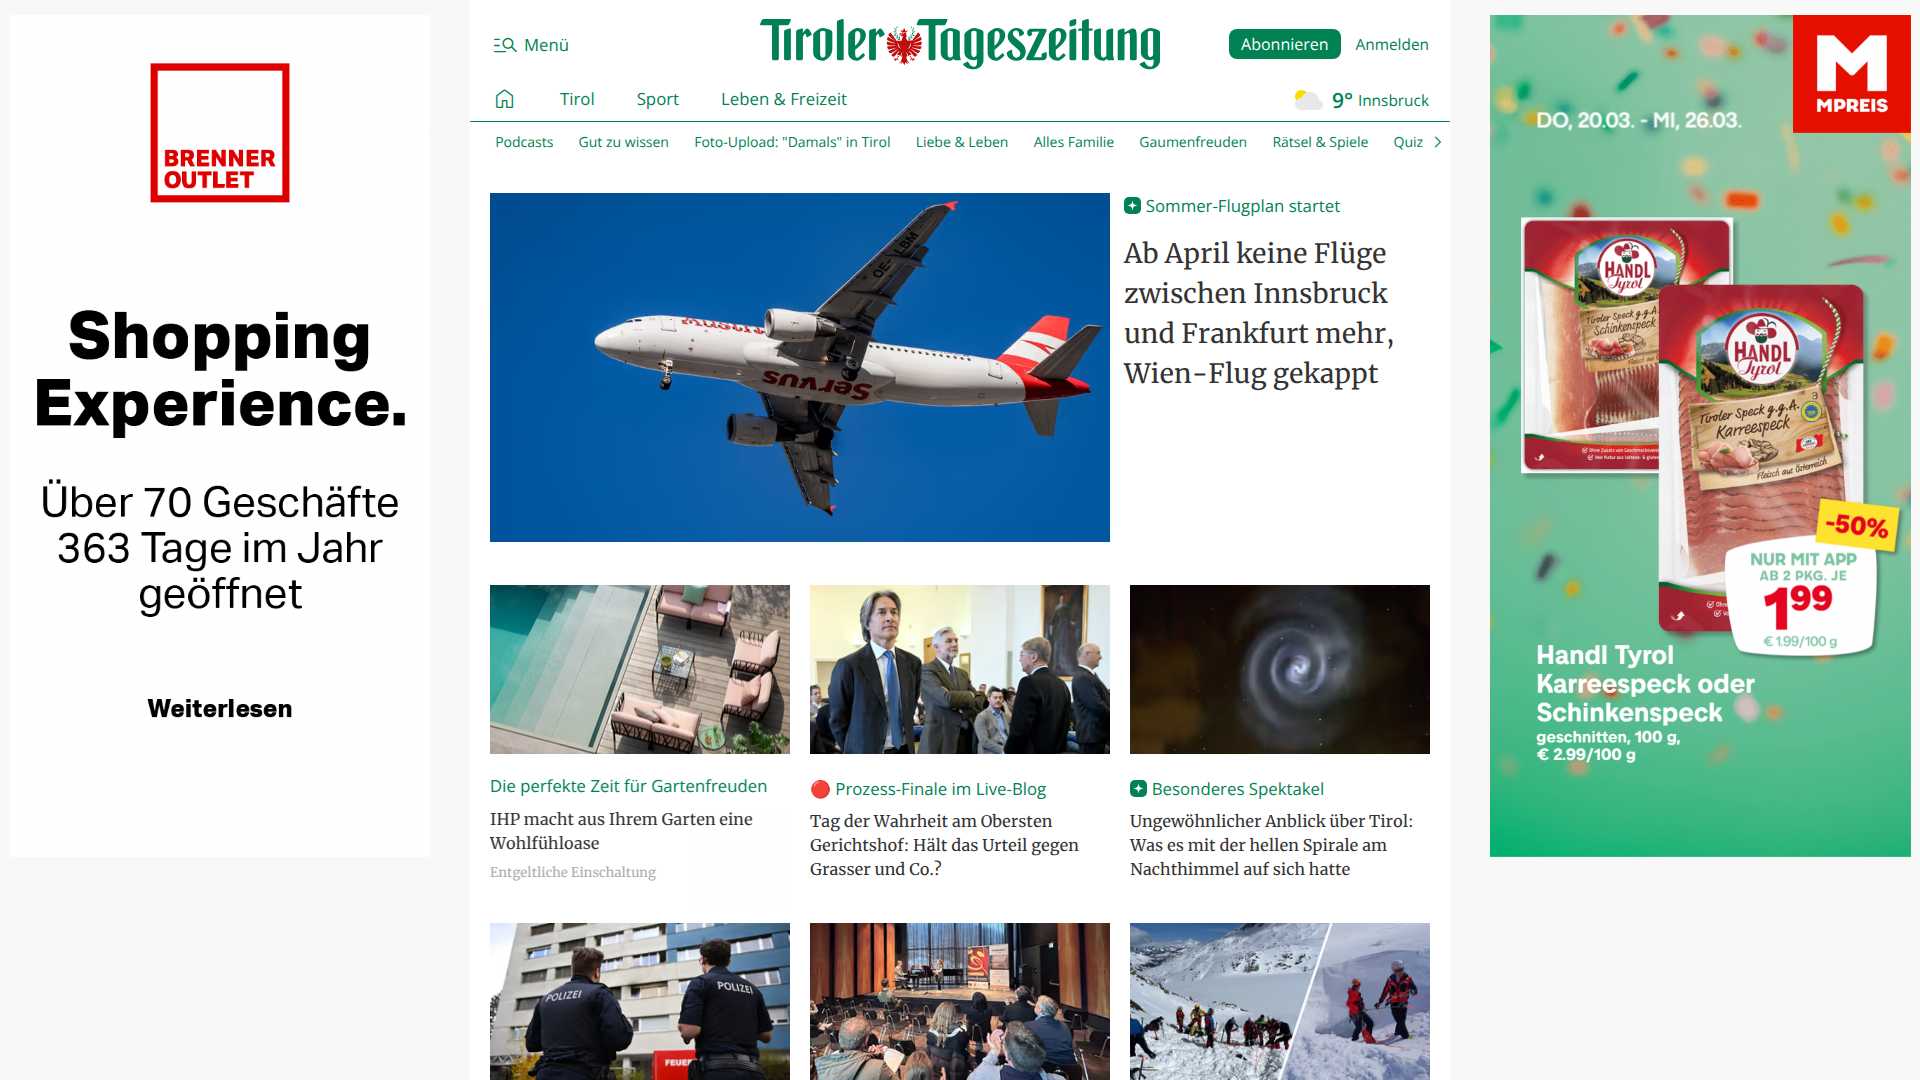 BRENNER
OUTLET
Shopping
Experience.
Über 70 Geschäfte
363 Tage im Jahr
geöffnet
Weiterlesen
Menü
Tiroler Tageszeitung
Abonnieren
Anmelden
Tirol
Sport
Leben & Freizeit
9° Innsbruck
Podcasts
Gut zu wissen
Foto-Upload: "Damals" in Tirol
Liebe & Leben
Alles Familie
Gaumenfreuden
Rätsel & Spiele
Quiz
OE-LBM
Austrian
Servus
Sommer-Flugplan startet
Ab April keine Flüge
zwischen Innsbruck
und Frankfurt mehr,
Wien-Flug gekappt
Die perfekte Zeit für Gartenfreuden
IHP macht aus Ihrem Garten eine
Wohlfühloase
Entgeltliche Einschaltung
Prozess-Finale im Live-Blog
Tag der Wahrheit am Obersten
Gerichtshof: Hält das Urteil gegen
Grasser und Co.?
Besonderes Spektakel
Ungewöhnlicher Anblick über Tirol:
Was es mit der hellen Spirale am
Nachthimmel auf sich hatte
POLIZEI
POLIZEI
FEUER
M
MPREIS
DO, 20.03. - MI, 26.03.
HANDL
Tyrol
Tiroler Speck g.g.A.
Schinkenspeck
HANDL
Tyrol
Tiroler Speck g.g.A.
Karreespeck
Fleisch aus Österreich
-50%
NUR MIT APP
AB 2 PKG. JE
1 99
€ 1.99/100 g
Handl Tyrol
Karreespeck oder
Schinkenspeck
geschnitten, 100 g,
€ 2.99/100 g